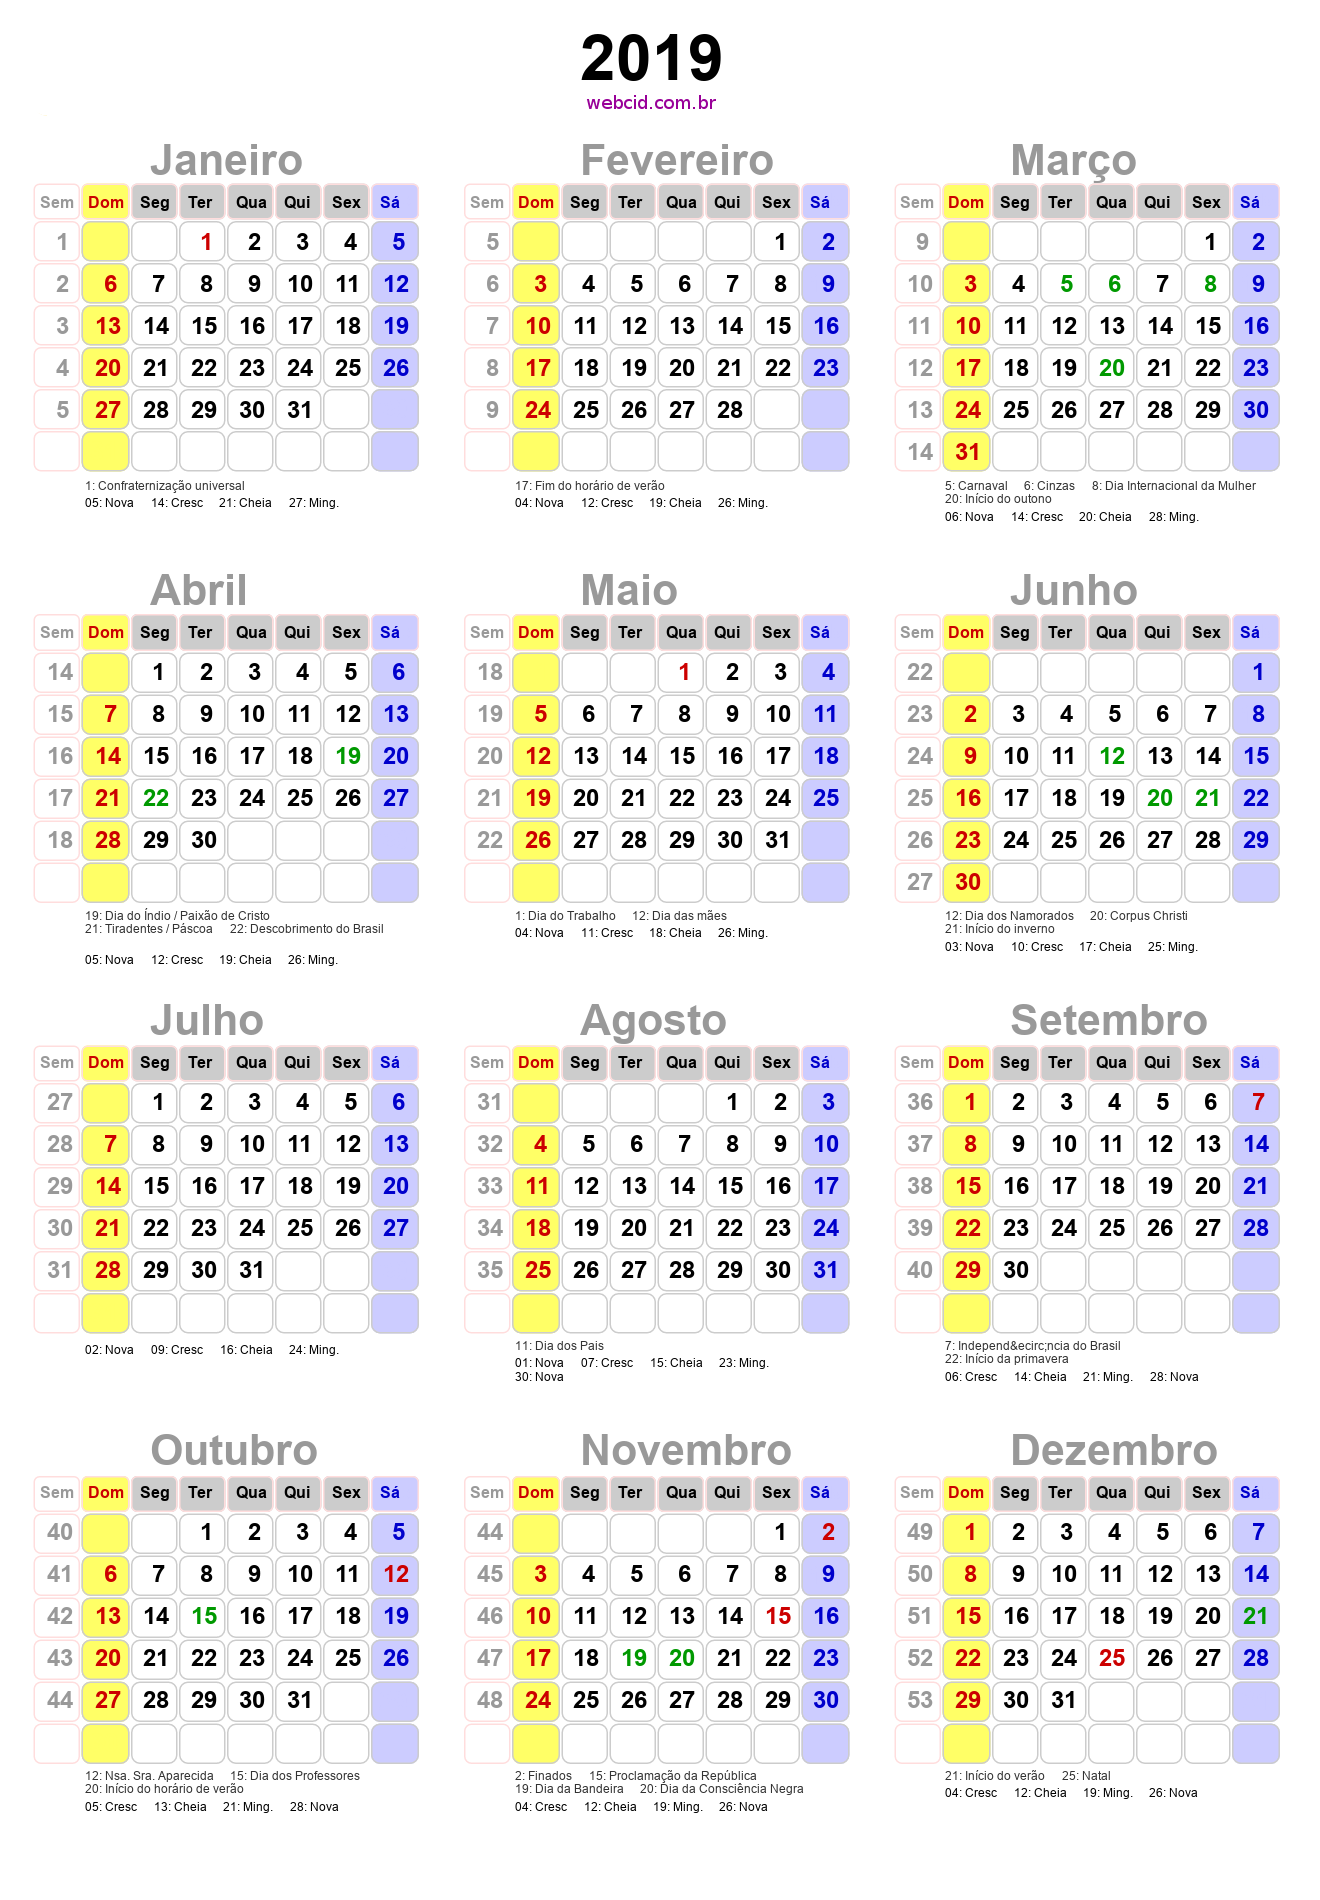 2019
webcid.com.br
Janeiro
Sem Dom Seg Ter Qua Qui Sex Sá
1 1 2 3 4 5
2 6 7 8 9 10 11 12
3 13 14 15 16 17 18 19
4 20 21 22 23 24 25 26
5 27 28 29 30 31
1: Confraternização universal
05: Nova 14: Cresc 21: Cheia 27: Ming.
Fevereiro
Sem Dom Seg Ter Qua Qui Sex Sá
5 1 2
6 3 4 5 6 7 8 9
7 10 11 12 13 14 15 16
8 17 18 19 20 21 22 23
9 24 25 26 27 28
17: Fim do horário de verão
04: Nova 12: Cresc 19: Cheia 26: Ming.
Março
Sem Dom Seg Ter Qua Qui Sex Sá
9 1 2
10 3 4 5 6 7 8 9
11 10 11 12 13 14 15 16
12 17 18 19 20 21 22 23
13 24 25 26 27 28 29 30
14 31
5: Carnaval 6: Cinzas 8: Dia Internacional da Mulher
20: Início do outono
06: Nova 14: Cresc 20: Cheia 28: Ming.
Abril
Sem Dom Seg Ter Qua Qui Sex Sá
14 1 2 3 4 5 6
15 7 8 9 10 11 12 13
16 14 15 16 17 18 19 20
17 21 22 23 24 25 26 27
18 28 29 30
19: Dia do Índio / Paixão de Cristo
21: Tiradentes / Páscoa 22: Descobrimento do Brasil
05: Nova 12: Cresc 19: Cheia 26: Ming.
Maio
Sem Dom Seg Ter Qua Qui Sex Sá
18 1 2 3 4
19 5 6 7 8 9 10 11
20 12 13 14 15 16 17 18
21 19 20 21 22 23 24 25
22 26 27 28 29 30 31
1: Dia do Trabalho 12: Dia das mães
04: Nova 11: Cresc 18: Cheia 26: Ming.
Junho
Sem Dom Seg Ter Qua Qui Sex Sá
22 1
23 2 3 4 5 6 7 8
24 9 10 11 12 13 14 15
25 16 17 18 19 20 21 22
26 23 24 25 26 27 28 29
27 30
12: Dia dos Namorados 20: Corpus Christi
21: Início do inverno
03: Nova 10: Cresc 17: Cheia 25: Ming.
Julho
Sem Dom Seg Ter Qua Qui Sex Sá
27 1 2 3 4 5 6
28 7 8 9 10 11 12 13
29 14 15 16 17 18 19 20
30 21 22 23 24 25 26 27
31 28 29 30 31
02: Nova 09: Cresc 16: Cheia 24: Ming.
Agosto
Sem Dom Seg Ter Qua Qui Sex Sá
31 1 2 3
32 4 5 6 7 8 9 10
33 11 12 13 14 15 16 17
34 18 19 20 21 22 23 24
35 25 26 27 28 29 30 31
11: Dia dos Pais
01: Nova 07: Cresc 15: Cheia 23: Ming.
30: Nova
Setembro
Sem Dom Seg Ter Qua Qui Sex Sá
36 1 2 3 4 5 6 7
37 8 9 10 11 12 13 14
38 15 16 17 18 19 20 21
39 22 23 24 25 26 27 28
40 29 30
7: Independ&ecirc;ncia do Brasil
22: Início da primavera
06: Cresc 14: Cheia 21: Ming. 28: Nova
Outubro
Sem Dom Seg Ter Qua Qui Sex Sá
40 1 2 3 4 5
41 6 7 8 9 10 11 12
42 13 14 15 16 17 18 19
43 20 21 22 23 24 25 26
44 27 28 29 30 31
12: Nsa. Sra. Aparecida 15: Dia dos Professores
20: Início do horário de verão
05: Cresc 13: Cheia 21: Ming. 28: Nova
Novembro
Sem Dom Seg Ter Qua Qui Sex Sá
44 1 2
45 3 4 5 6 7 8 9
46 10 11 12 13 14 15 16
47 17 18 19 20 21 22 23
48 24 25 26 27 28 29 30
2: Finados 15: Proclamação da República
19: Dia da Bandeira 20: Dia da Consciência Negra
04: Cresc 12: Cheia 19: Ming. 26: Nova
Dezembro
Sem Dom Seg Ter Qua Qui Sex Sá
49 1 2 3 4 5 6 7
50 8 9 10 11 12 13 14
51 15 16 17 18 19 20 21
52 22 23 24 25 26 27 28
53 29 30 31
21: Início do verão 25: Natal
04: Cresc 12: Cheia 19: Ming. 26: Nova